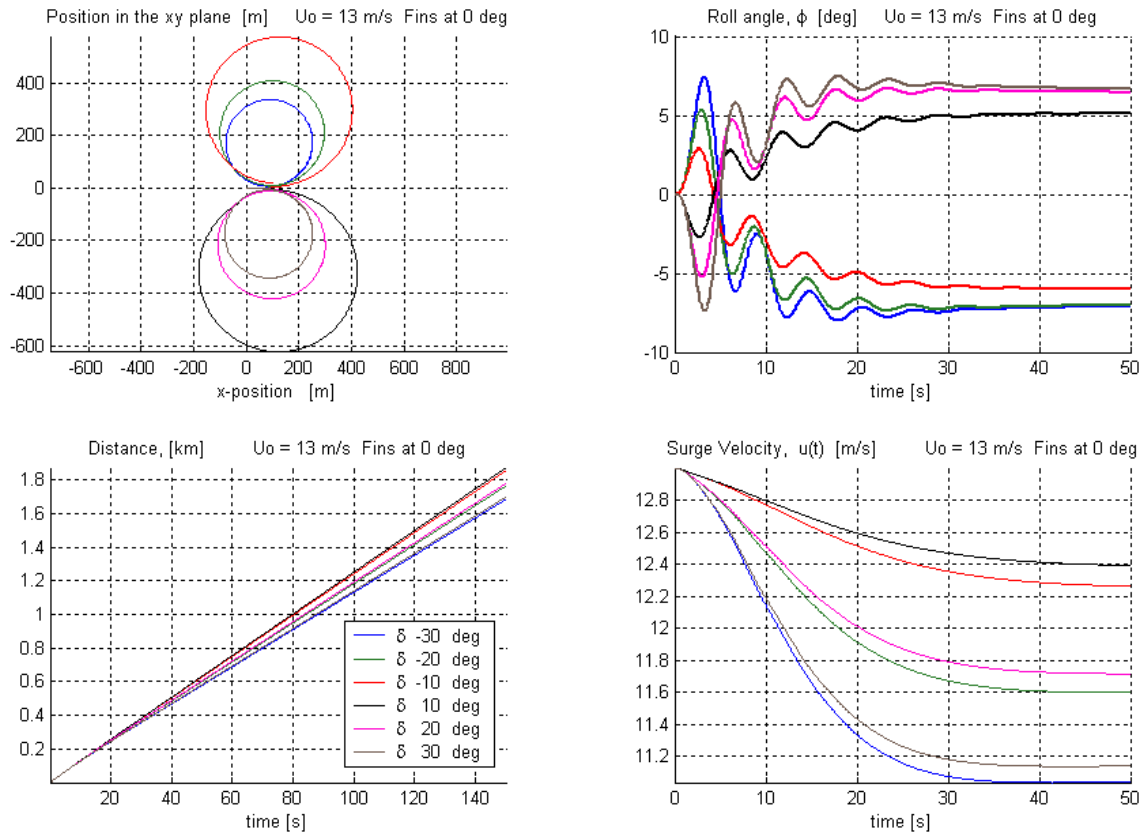 Position in the xy plane [m] Uo = 13 m/s Fins at 0 deg
400
200
0
-200
-400
-600
-600 -400 -200 0 200 400 600 800
x-position [m]
Roll angle, ϕ [deg] Uo = 13 m/s Fins at 0 deg
10
5
0
-5
-10
0 10 20 30 40 50
time [s]
Distance, [km] Uo = 13 m/s Fins at 0 deg
1.8
1.6
1.4
1.2
1
0.8
0.6
0.4
0.2
20 40 60 80 100 120 140
time [s]
δ -30 deg
δ -20 deg
δ -10 deg
δ 10 deg
δ 20 deg
δ 30 deg
Surge Velocity, u(t) [m/s] Uo = 13 m/s Fins at 0 deg
12.8
12.6
12.4
12.2
12
11.8
11.6
11.4
11.2
0 10 20 30 40 50
time [s]